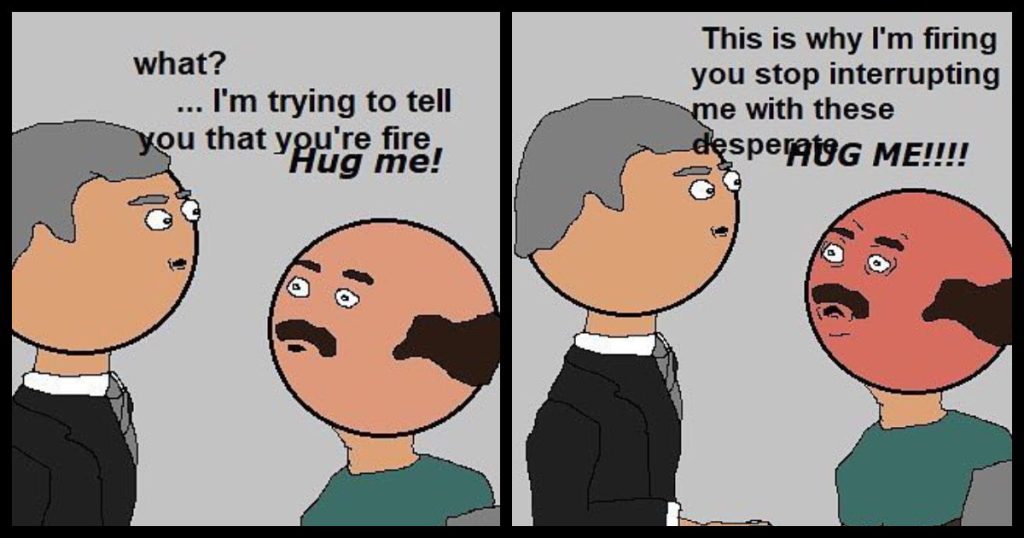 what?
... I'm trying to tell
you that you're fire
Hug me!
This is why I'm firing
you stop interrupting
me with these
desperate
HUG ME!!!!